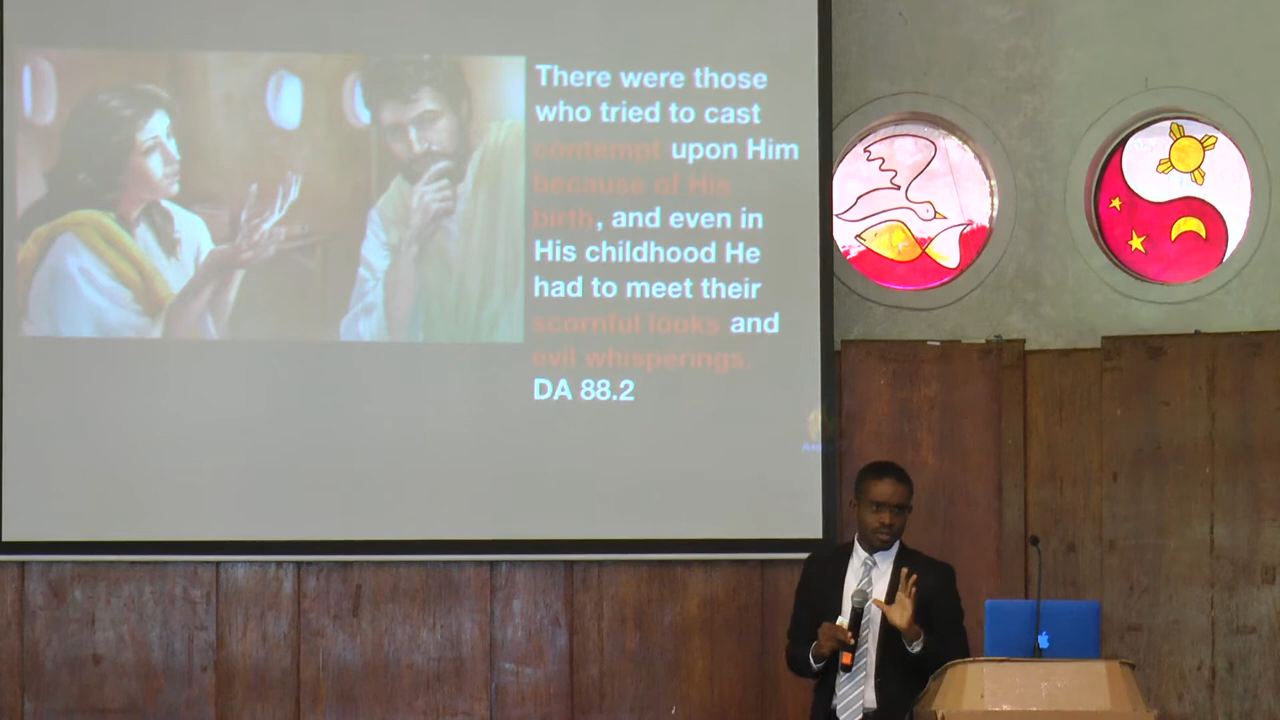 There were those
who tried to cast
contempt upon Him
because of His
birth, and even in
His childhood He
had to meet their
scornful looks and
evil whisperings.
DA 88.2